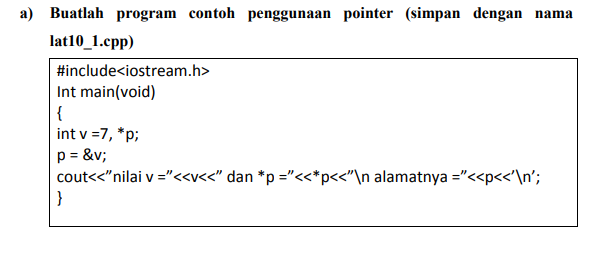 a) Buatlah program contoh penggunaan pointer (simpan dengan nama
lat10_1.cpp)
#include<iostream.h>
Int main(void)
{
int v =7, *p;
p = &v;
cout<<”nilai v =”<<v<<” dan *p =”<<*p<<”\n alamatnya =”<<p<<’\n’;
}